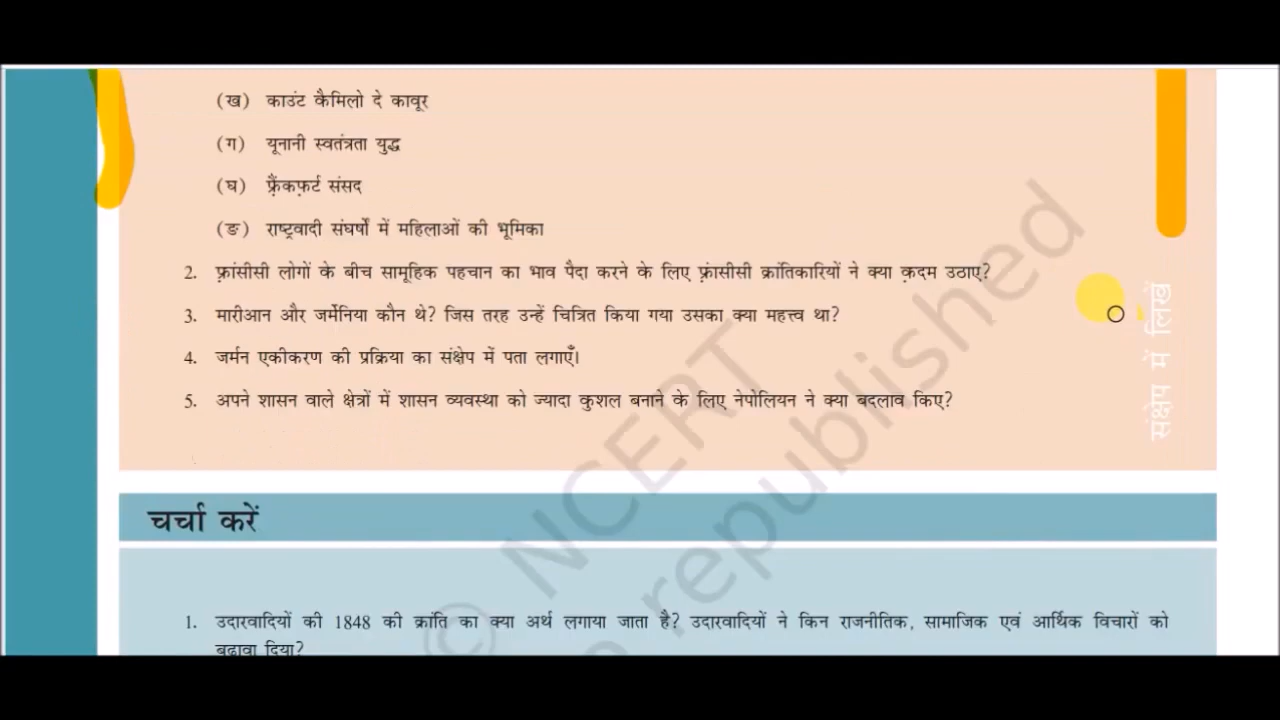 (ख) काउंट कैमिलो दे कावूर
(ग) यूनानी स्वतंत्रता युद्ध
(घ) फ़्रैंकफ़र्ट संसद
(ङ) राष्ट्रवादी संघर्षों में महिलाओं की भूमिका
2. फ़्रांसीसी लोगों के बीच सामूहिक पहचान का भाव पैदा करने के लिए फ़्रांसीसी क्रांतिकारियों ने क्या क़दम उठाए?
3. मारीआन और जर्मेनिया कौन थे? जिस तरह उन्हें चित्रित किया गया उसका क्या महत्त्व था?
4. जर्मन एकीकरण की प्रक्रिया का संक्षेप में पता लगाएँ।
5. अपने शासन वाले क्षेत्रों में शासन व्यवस्था को ज्यादा कुशल बनाने के लिए नेपोलियन ने क्या बदलाव किए?
संक्षेप में लिखें
चर्चा करें
1. उदारवादियों की 1848 की क्रांति का क्या अर्थ लगाया जाता है? उदारवादियों ने किन राजनीतिक, सामाजिक एवं आर्थिक विचारों को
बढ़ावा दिया?
© NCERT
republished